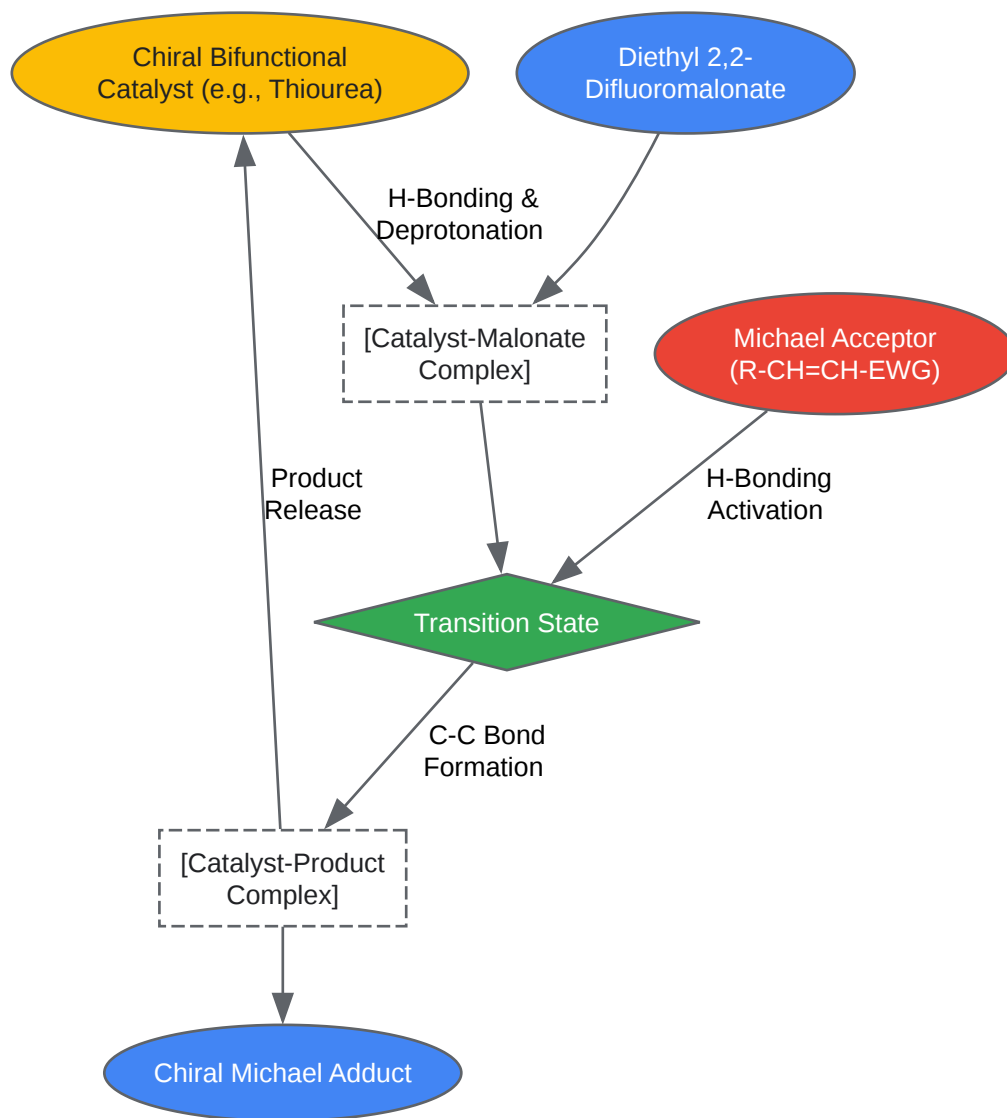 Chiral Bifunctional
Catalyst (e.g., Thiourea)
Diethyl 2,2-
Difluoromalonate
H-Bonding &
Deprotonation
[Catalyst-Malonate
Complex]
Michael Acceptor
(R-CH=CH-EWG)
Product
Release
H-Bonding
Activation
Transition State
C-C Bond
Formation
[Catalyst-Product
Complex]
Chiral Michael Adduct